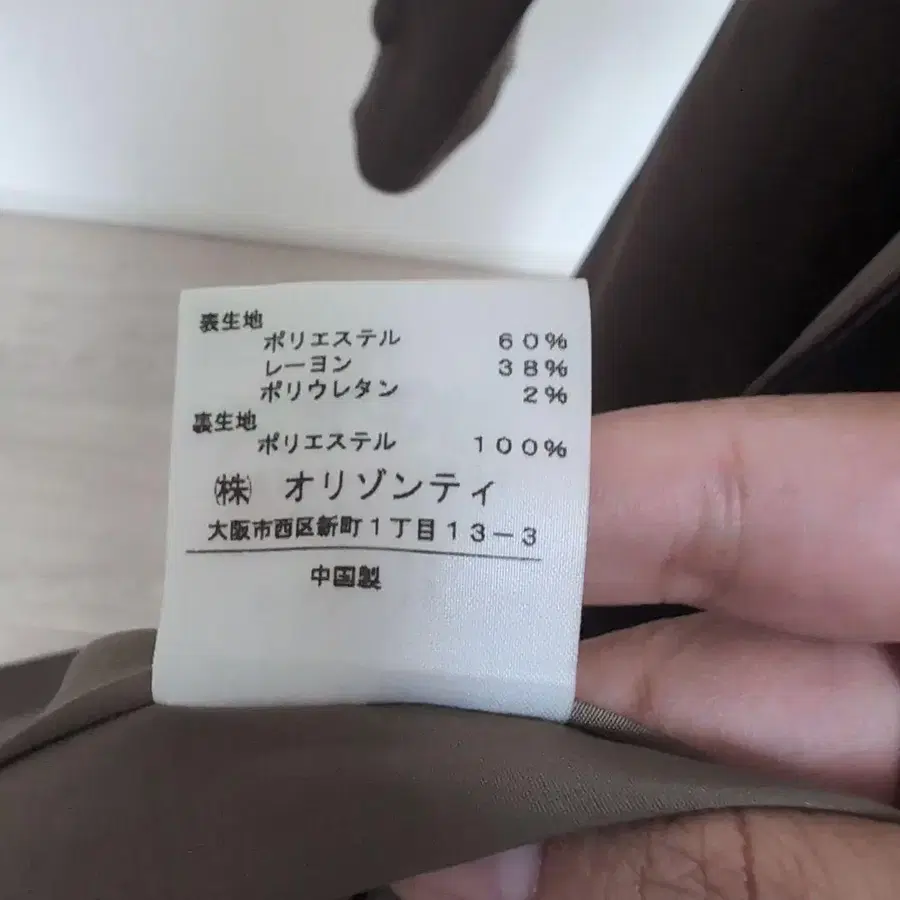 表生地
ポリエステル 60%
レーヨン 38%
ポリウレタン 2%
裏生地
ポリエステル 100%
㈱ オリゾンティ
大阪市西区新町1丁目13−3
中国製